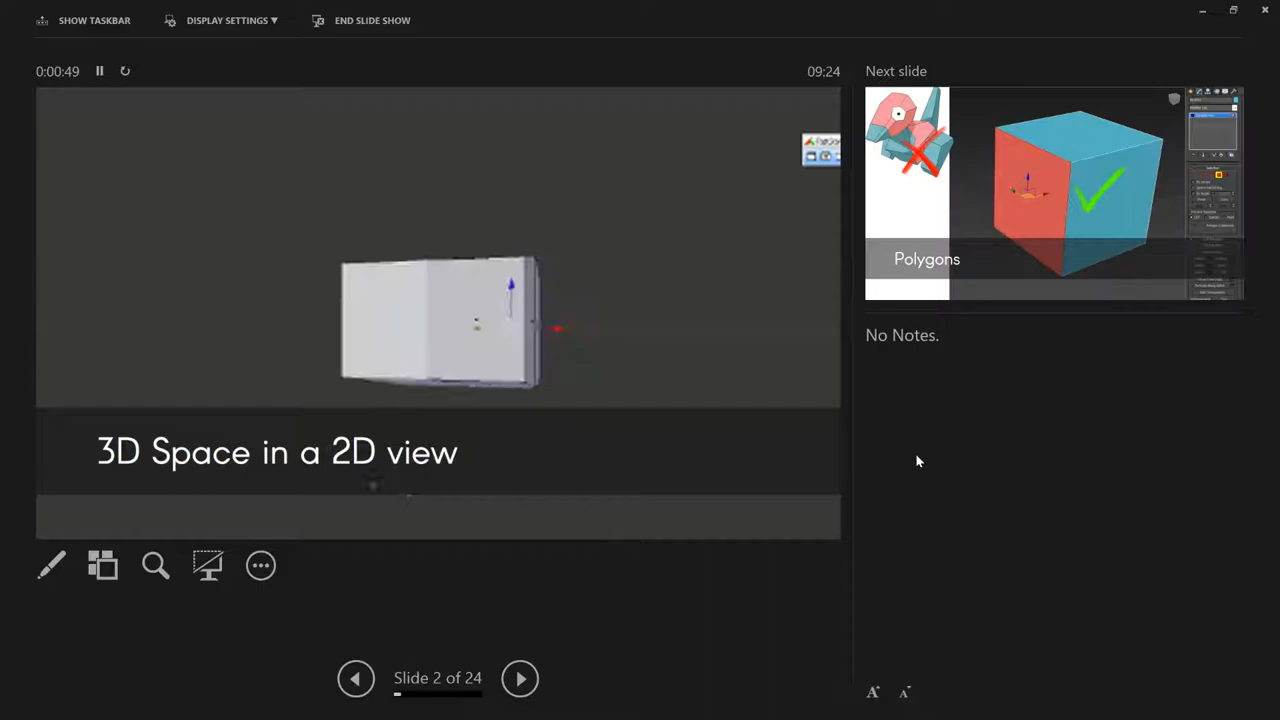 SHOW TASKBAR
DISPLAY SETTINGS ▼
END SLIDE SHOW
0:00:49
09:24
Next slide
Polygons
No Notes.
3D Space in a 2D view
Slide 2 of 24
A
A